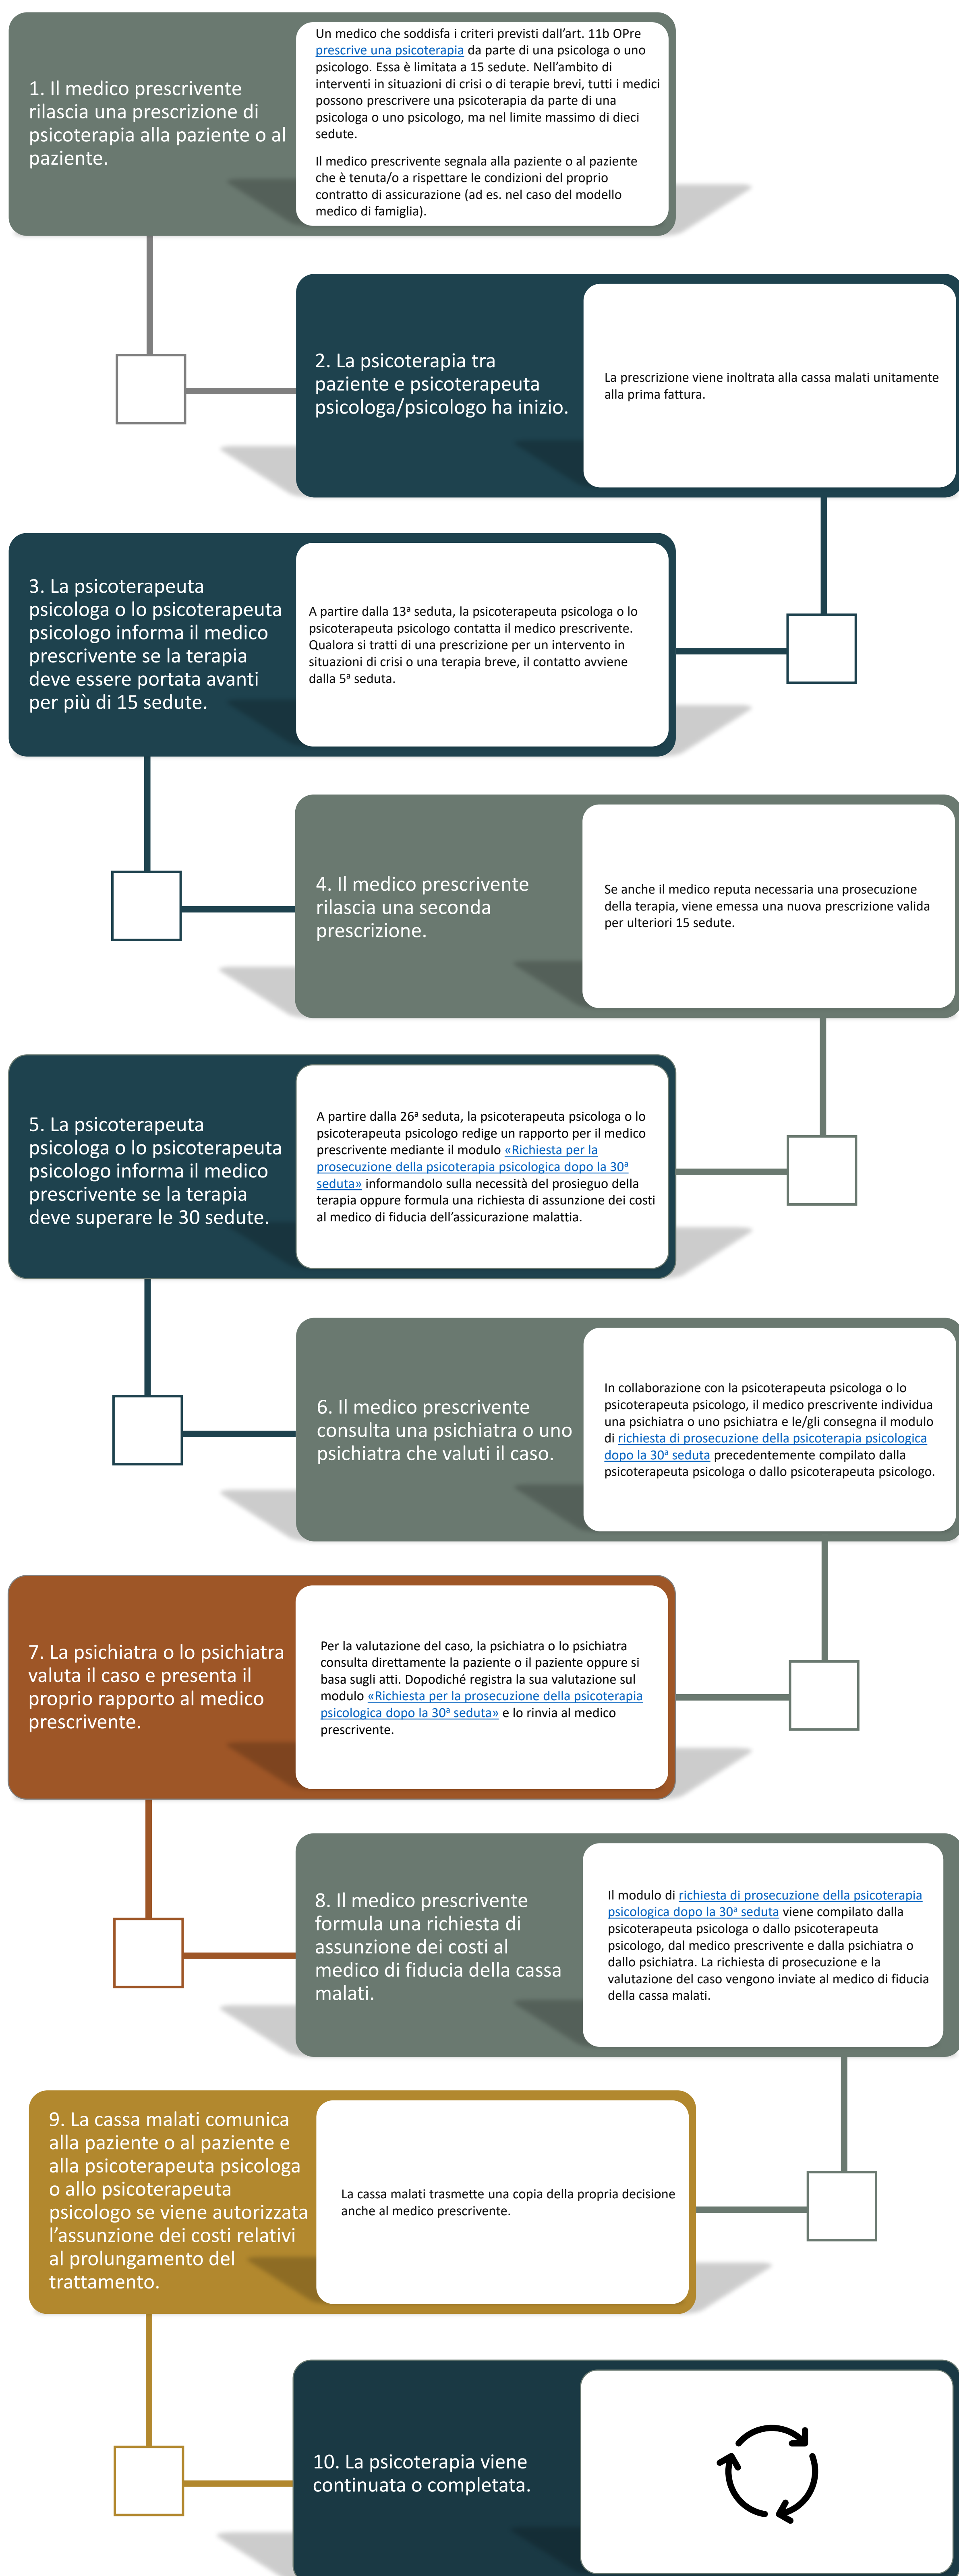 1. Il medico prescrivente
rilascia una prescrizione di
psicoterapia alla paziente o al
paziente.
Un medico che soddisfa i criteri previsti dall'art. 11b OPre
prescrive una psicoterapia da parte di una psicologa o uno
psicologo. Essa è limitata a 15 sedute. Nell'ambito di
interventi in situazioni di crisi o di terapie brevi, tutti i medici
possono prescrivere una psicoterapia da parte di una
psicologa o uno psicologo, ma nel limite massimo di dieci
sedute.
Il medico prescrivente segnala alla paziente o al paziente
che è tenuta/o a rispettare le condizioni del proprio
contratto di assicurazione (ad es. nel caso del modello
medico di famiglia).
2. La psicoterapia tra
paziente e psicoterapeuta
psicologa/psicologo ha inizio.
La prescrizione viene inoltrata alla cassa malati unitamente
alla prima fattura.
3. La psicoterapeuta
psicologa o lo psicoterapeuta
psicologo informa il medico
prescrivente se la terapia
deve essere portata avanti
per più di 15 sedute.
A partire dalla 13ª seduta, la psicoterapeuta psicologa o lo
psicoterapeuta psicologo contatta il medico prescrivente.
Qualora si tratti di una prescrizione per un intervento in
situazioni di crisi o una terapia breve, il contatto avviene
dalla 5ª seduta.
4. Il medico prescrivente
rilascia una seconda
prescrizione.
Se anche il medico reputa necessaria una prosecuzione
della terapia, viene emessa una nuova prescrizione valida
per ulteriori 15 sedute.
5. La psicoterapeuta
psicologa o lo psicoterapeuta
psicologo informa il medico
prescrivente se la terapia
deve superare le 30 sedute.
A partire dalla 26ª seduta, la psicoterapeuta psicologa o lo
psicoterapeuta psicologo redige un rapporto per il medico
prescrivente mediante il modulo «Richiesta per la
prosecuzione della psicoterapia psicologica dopo la 30ª
seduta» informandolo sulla necessità del prosieguo della
terapia oppure formula una richiesta di assunzione dei costi
al medico di fiducia dell'assicurazione malattia.
6. Il medico prescrivente
consulta una psichiatra o uno
psichiatra che valuti il caso.
In collaborazione con la psicoterapeuta psicologa o lo
psicoterapeuta psicologo, il medico prescrivente individua
una psichiatra o uno psichiatra e le/gli consegna il modulo
di richiesta di prosecuzione della psicoterapia psicologica
dopo la 30ª seduta precedentemente compilato dalla
psicoterapeuta psicologa o dallo psicoterapeuta psicologo.
7. La psichiatra o lo psichiatra
valuta il caso e presenta il
proprio rapporto al medico
prescrivente.
Per la valutazione del caso, la psichiatra o lo psichiatra
consulta direttamente la paziente o il paziente oppure si
basa sugli atti. Dopodiché registra la sua valutazione sul
modulo «Richiesta per la prosecuzione della psicoterapia
psicologica dopo la 30ª seduta» e lo rinvia al medico
prescrivente.
8. Il medico prescrivente
formula una richiesta di
assunzione dei costi al
medico di fiducia della cassa
malati.
Il modulo di richiesta di prosecuzione della psicoterapia
psicologica dopo la 30ª seduta viene compilato dalla
psicoterapeuta psicologa o dallo psicoterapeuta
psicologo, dal medico prescrivente e dalla psichiatra o
dallo psichiatra. La richiesta di prosecuzione e la
valutazione del caso vengono inviate al medico di fiducia
della cassa malati.
9. La cassa malati comunica
alla paziente o al paziente e
alla psicoterapeuta psicologa
o allo psicoterapeuta
psicologo se viene autorizzata
l'assunzione dei costi relativi
al prolungamento del
trattamento.
La cassa malati trasmette una copia della propria decisione
anche al medico prescrivente.
10. La psicoterapia viene
continuata o completata.